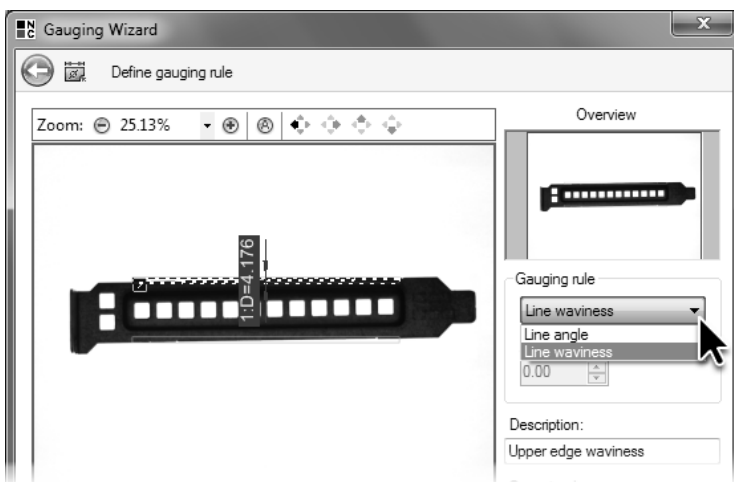 NC
Gauging Wizard
x
Define gauging rule
Zoom: 25.13%
Overview
1:D=4.176
Gauging rule
Line waviness
Line angle
Line waviness
0.00
Description:
Upper edge waviness